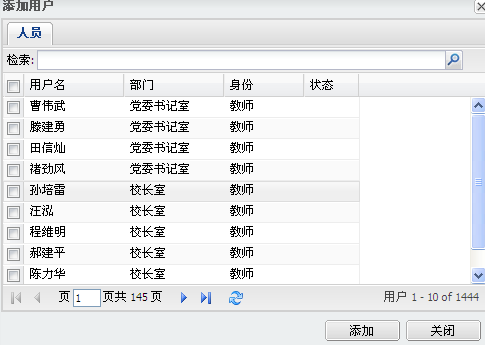 添加用户
人员
检索:
用户名 部门 身份 状态
曹伟武 党委书记室 教师
滕建勇 党委书记室 教师
田信灿 党委书记室 教师
褚劲风 党委书记室 教师
孙培雷 校长室 教师
汪泓 校长室 教师
程维明 校长室 教师
郝建平 校长室 教师
陈力华 校长室 教师
页 1 页共 145 页 用户 1 - 10 of 1444
添加 关闭